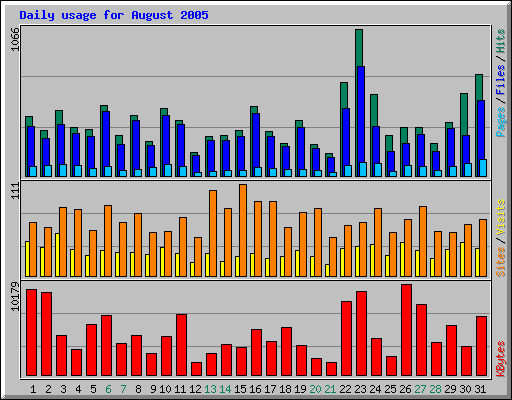 Daily usage for August 2005
1066
Pages / Files / Hits
111
Sites / Visits
10179
KBytes
1 2 3 4 5 6 7 8 9 10 11 12 13 14 15 16 17 18 19 20 21 22 23 24 25 26 27 28 29 30 31